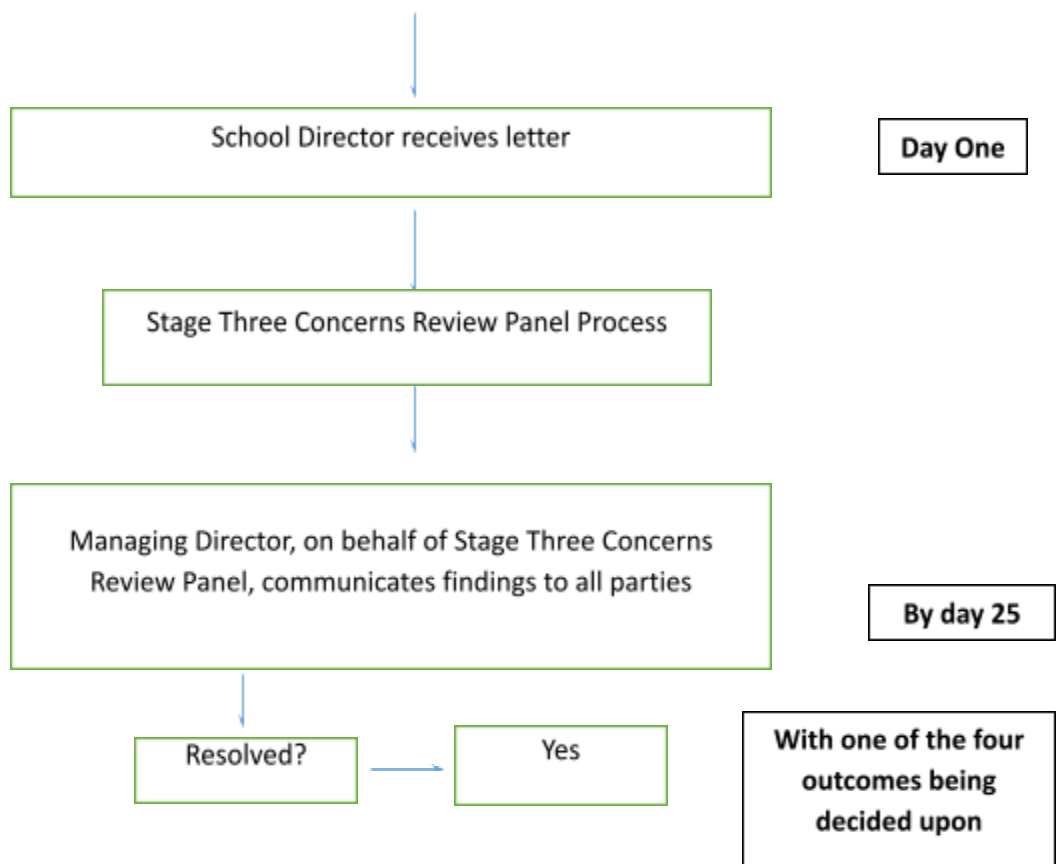 School Director receives letter
Day One
Stage Three Concerns Review Panel Process
Managing Director, on behalf of Stage Three Concerns
Review Panel, communicates findings to all parties
By day 25
Resolved?
Yes
With one of the four
outcomes being
decided upon